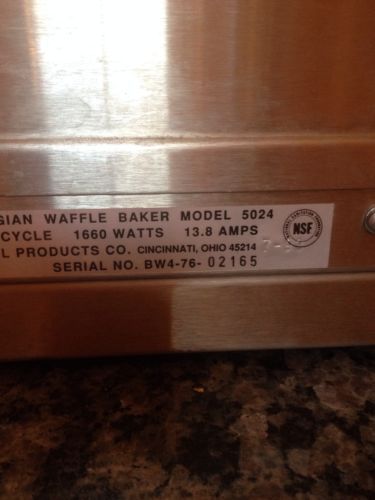 SIAN WAFFLE BAKER MODEL 5024
CYCLE 1660 WATTS 13.8 AMPS
L PRODUCTS CO. CINCINNATI, OHIO 45214
SERIAL NO. BW4-76- 02165
NSF